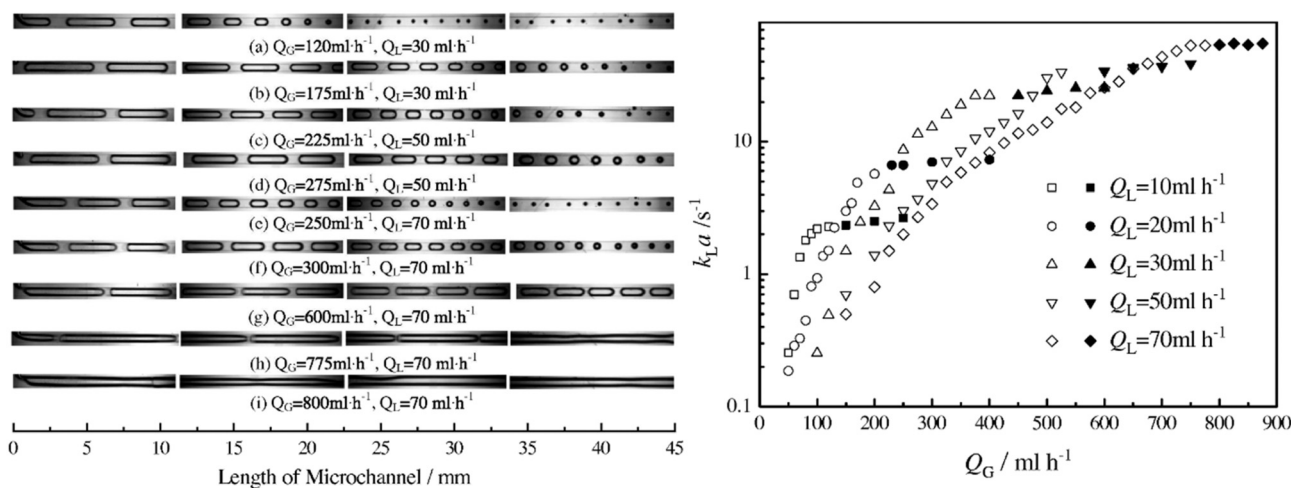 (a) Q_G=120ml·h⁻¹, Q_L=30 ml·h⁻¹
(b) Q_G=175ml·h⁻¹, Q_L=30 ml·h⁻¹
(c) Q_G=225ml·h⁻¹, Q_L=50 ml·h⁻¹
(d) Q_G=275ml·h⁻¹, Q_L=50 ml·h⁻¹
(e) Q_G=250ml·h⁻¹, Q_L=70 ml·h⁻¹
(f) Q_G=300ml·h⁻¹, Q_L=70 ml·h⁻¹
(g) Q_G=600ml·h⁻¹, Q_L=70 ml·h⁻¹
(h) Q_G=775ml·h⁻¹, Q_L=70 ml·h⁻¹
(i) Q_G=800ml·h⁻¹, Q_L=70 ml·h⁻¹
0 5 10 15 20 25 30 35 40 45
Length of Microchannel / mm
k_L a /s⁻¹
10
1
0.1
Q_L=10ml h⁻¹
Q_L=20ml h⁻¹
Q_L=30ml h⁻¹
Q_L=50ml h⁻¹
Q_L=70ml h⁻¹
0 100 200 300 400 500 600 700 800 900
Q_G / ml h⁻¹